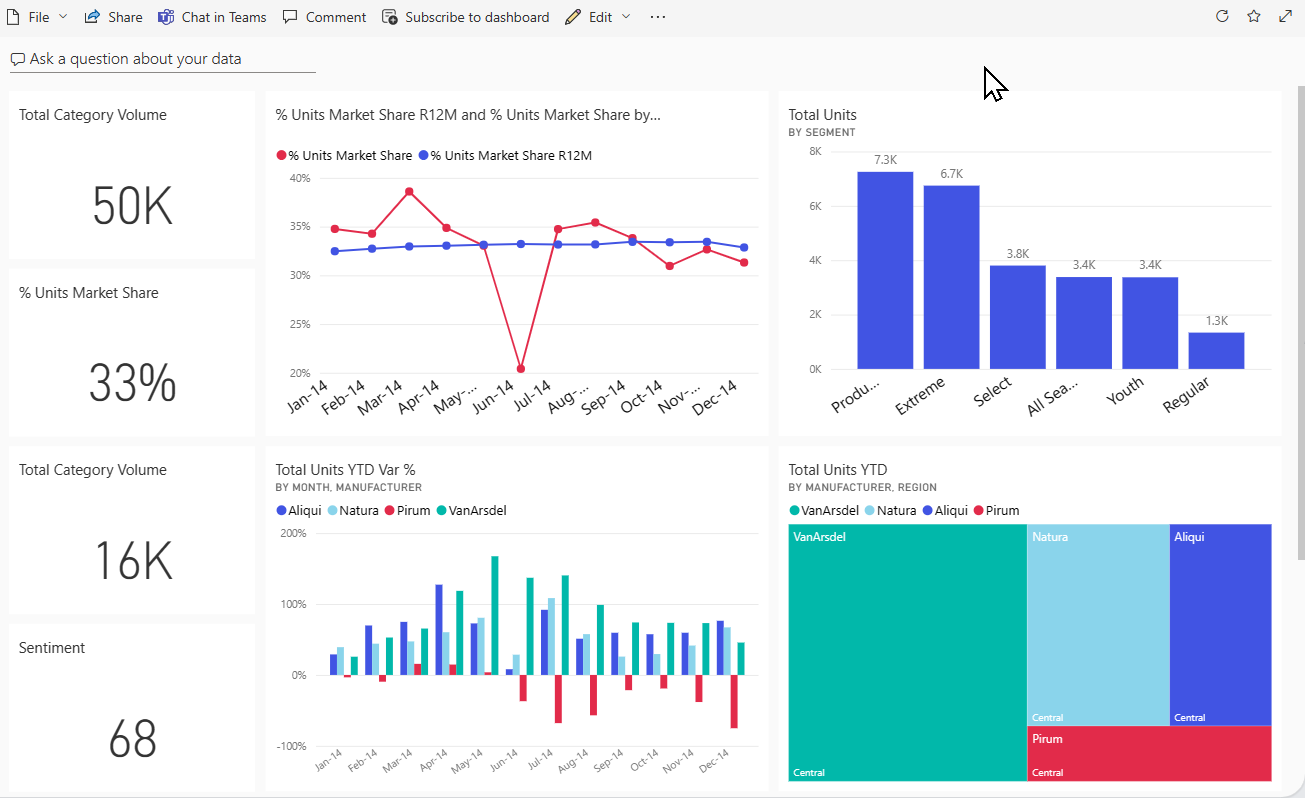 File Share Chat in Teams Comment Subscribe to dashboard Edit ...
Ask a question about your data
Total Category Volume
50K
% Units Market Share
33%
Total Category Volume
16K
Sentiment
68
% Units Market Share R12M and % Units Market Share by...
% Units Market Share % Units Market Share R12M
40%
35%
30%
25%
20%
Jan-14 Feb-14 Mar-14 Apr-14 May-... Jun-14 Jul-14 Aug-... Sep-14 Oct-14 Nov-... Dec-14
Total Units
BY SEGMENT
8K
6K
4K
2K
0K
7.3K 6.7K 3.8K 3.4K 3.4K 1.3K
Produ... Extreme Select All Sea... Youth Regular
Total Units YTD Var %
BY MONTH, MANUFACTURER
Aliqui Natura Pirum VanArsdel
200%
100%
0%
-100%
Jan-14 Feb-14 Mar-14 Apr-14 May-14 Jun-14 Jul-14 Aug-14 Sep-14 Oct-14 Nov-14 Dec-14
Total Units YTD
BY MANUFACTURER, REGION
VanArsdel Natura Aliqui Pirum
VanArsdel
Central
Natura
Central
Aliqui
Central
Pirum
Central